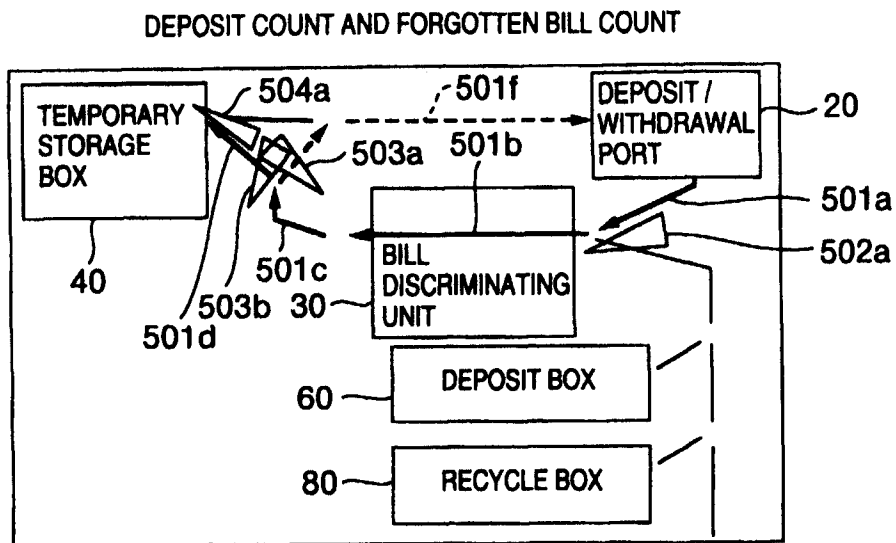 DEPOSIT COUNT AND FORGOTTEN BILL COUNT
TEMPORARY
STORAGE
BOX
504a
501f
DEPOSIT /
WITHDRAWAL
PORT
20
503a
501b
501a
502a
40
501c
503b
501d
30
BILL
DISCRIMINATING
UNIT
60
DEPOSIT BOX
80
RECYCLE BOX